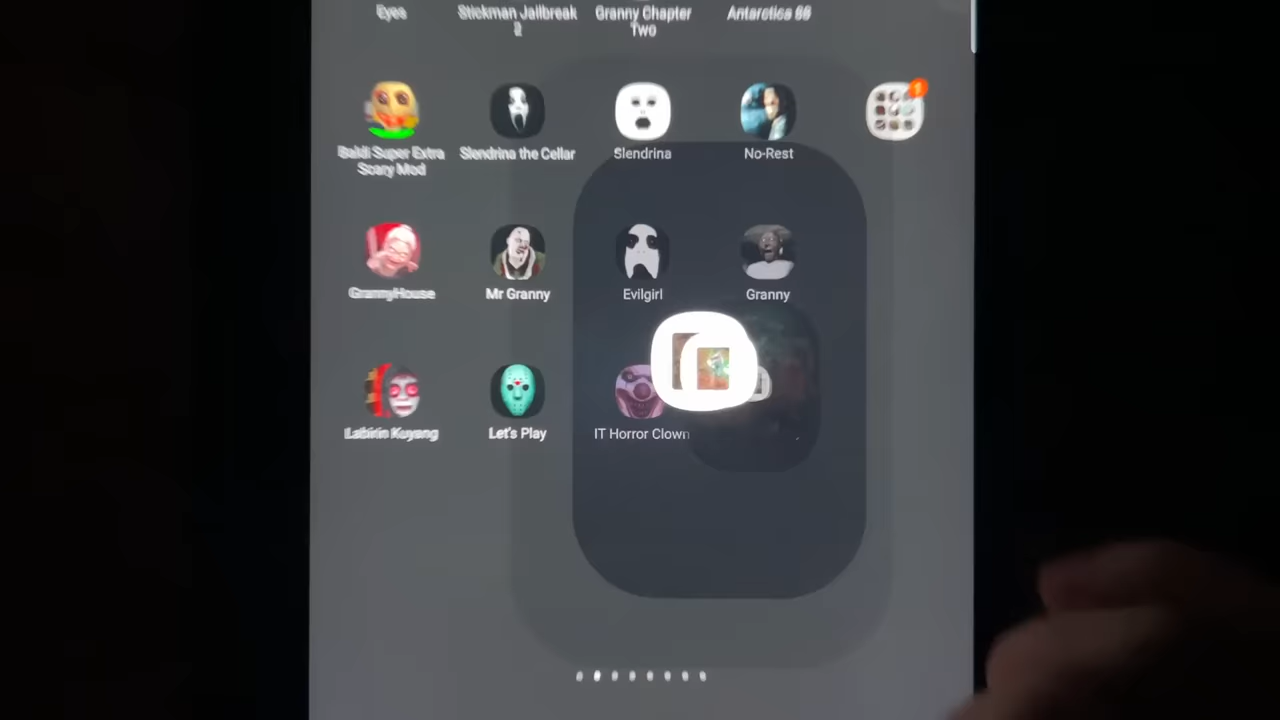 Eyes
Stickman Jailbreak
2
Granny Chapter
Two
Antarctica 88
1
Baldi Super Extra
Scary Mod
Slendrina the Cellar
Slendrina
No-Rest
GrannyHouse
Mr Granny
Evilgirl
Granny
Labirin Kuyang
Let's Play
IT Horror Clown